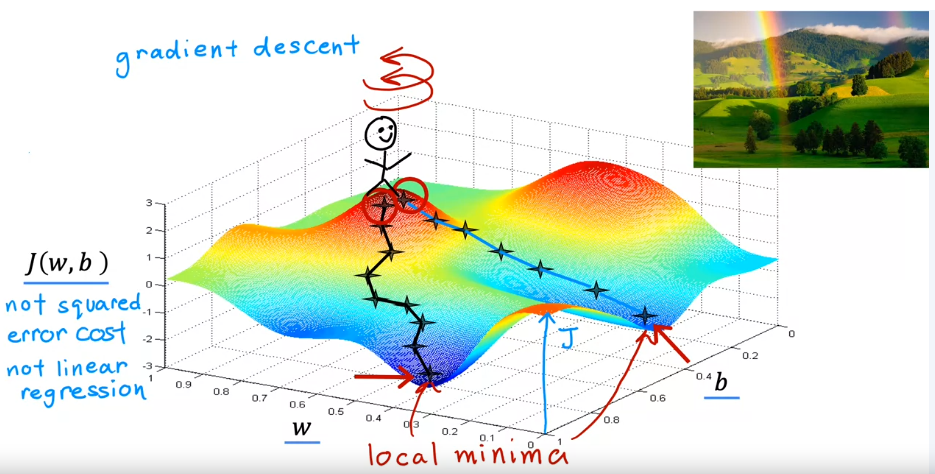 gradient descent
J(w, b)
not squared
error cost
not linear
regression
3
2
1
0
-1
-2
-3
1
0.9
0.8
0.7
0.6
0.5
0.4
0.3
0.2
0.1
0
w
1
0.8
0.6
0.4
0.2
0
b
J
local minima